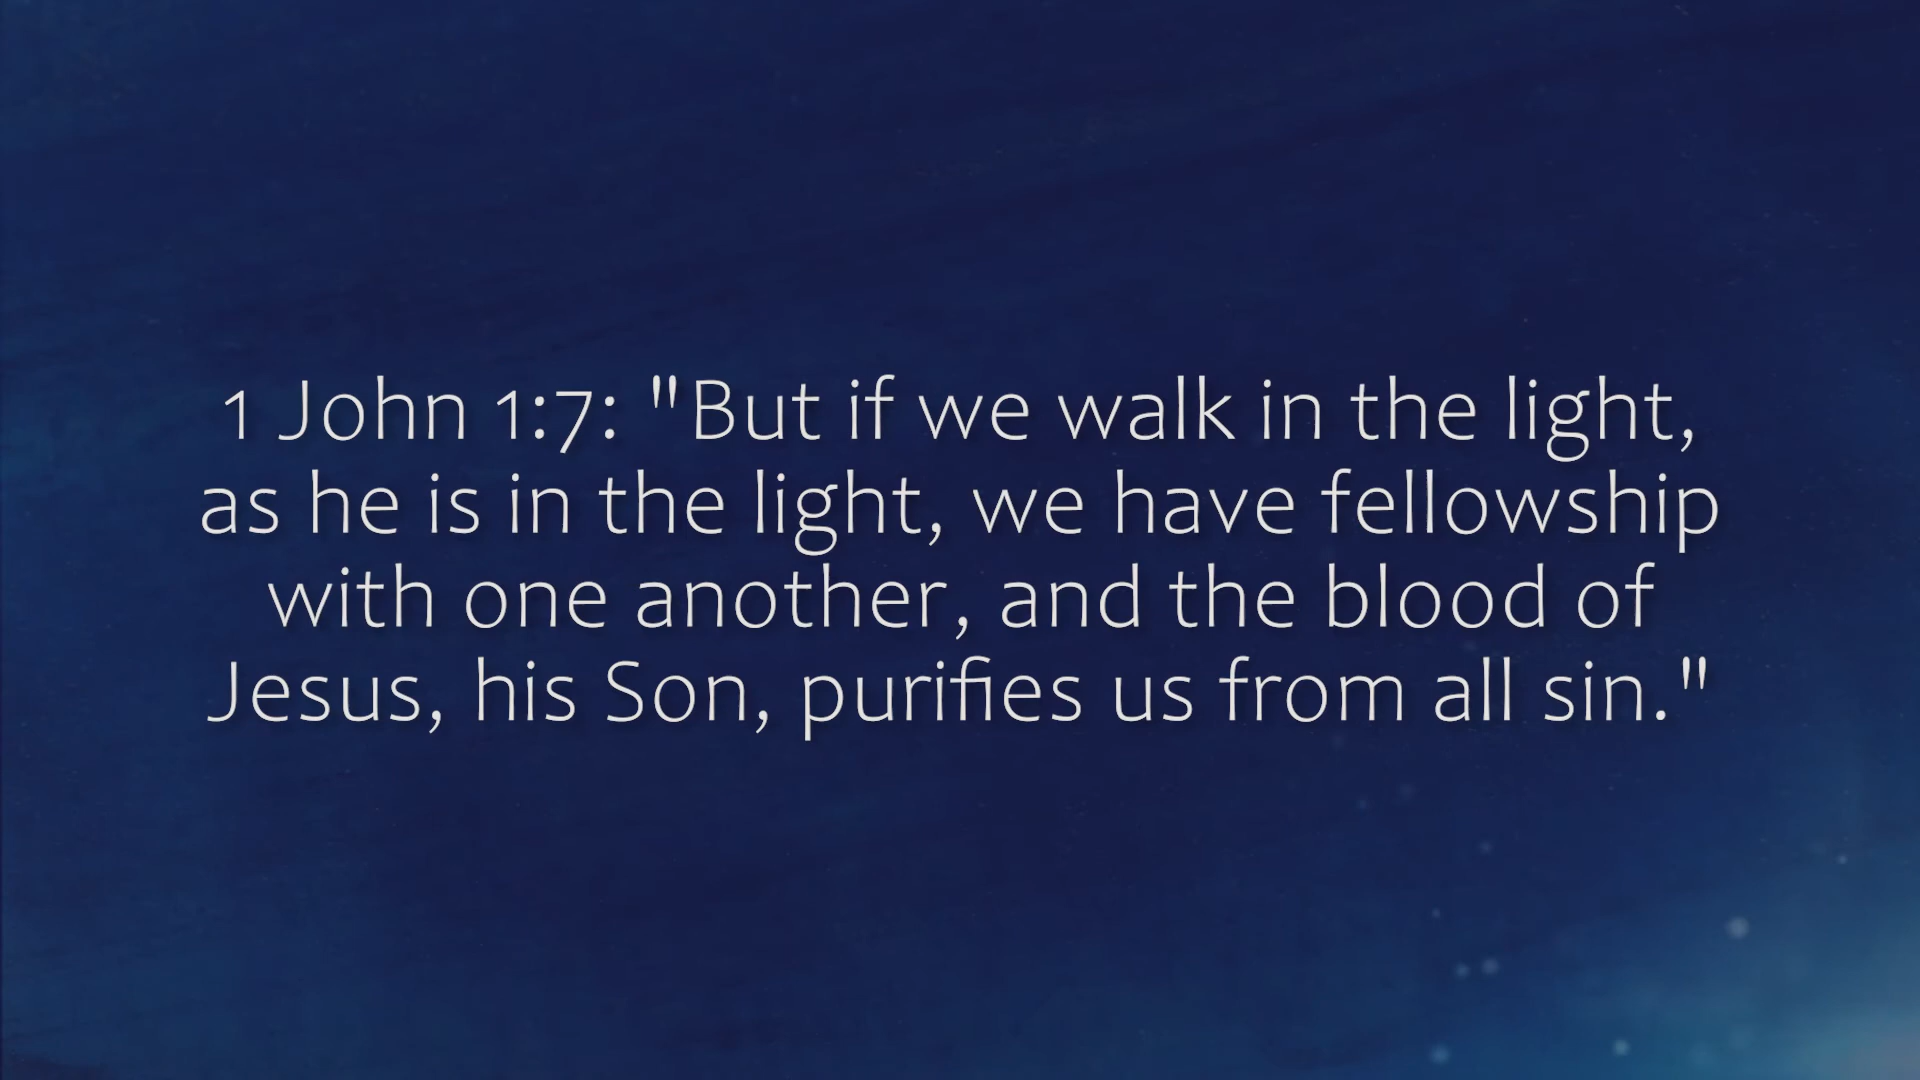 1 John 1:7: "But if we walk in the light,
as he is in the light, we have fellowship
with one another, and the blood of
Jesus, his Son, purifies us from all sin."